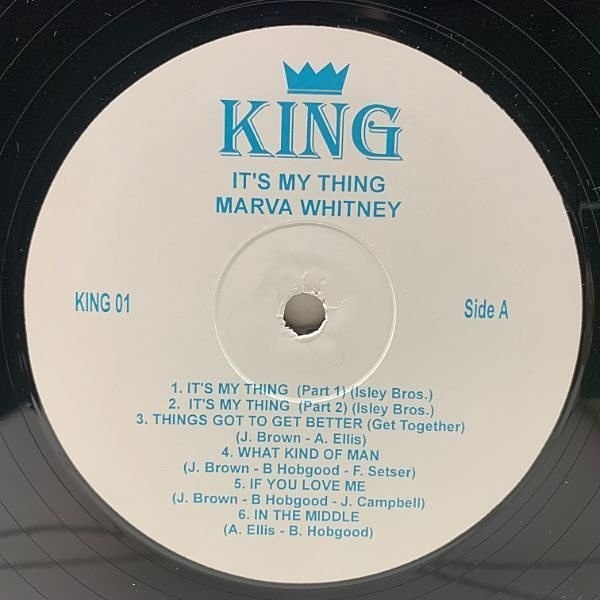 KING
IT'S MY THING
MARVA WHITNEY
KING 01
Side A
1. IT'S MY THING (Part 1) (Isley Bros.)
2. IT'S MY THING (Part 2) (Isley Bros.)
3. THINGS GOT TO GET BETTER (Get Together)
(J. Brown - A. Ellis)
4. WHAT KIND OF MAN
(J. Brown - B Hobgood - F. Setser)
5. IF YOU LOVE ME
(J. Brown - B Hobgood - J. Campbell)
6. IN THE MIDDLE
(A. Ellis - B. Hobgood)